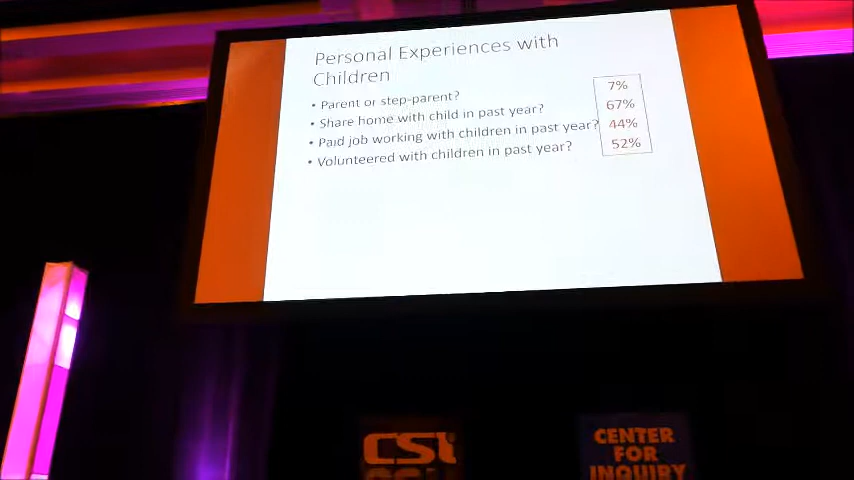 Personal Experiences with
Children
• Parent or step-parent? 7%
• Share home with child in past year? 67%
• Paid job working with children in past year? 44%
• Volunteered with children in past year? 52%
CSI
CENTER
FOR
INQUIRY